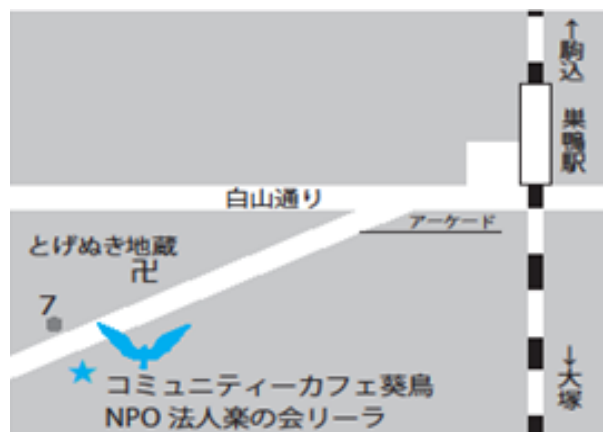 ↑駒込
巣鴨駅
白山通り
アーケード
とげぬき地蔵
卍
7
↓大塚
コミュニティーカフェ葵鳥
NPO 法人楽の会リーラ